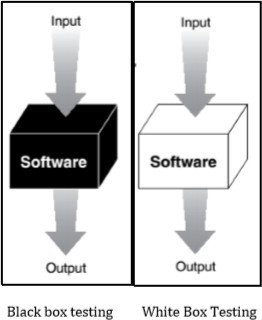 Input
Software
Output
Black box testing
Input
Software
Output
White Box Testing